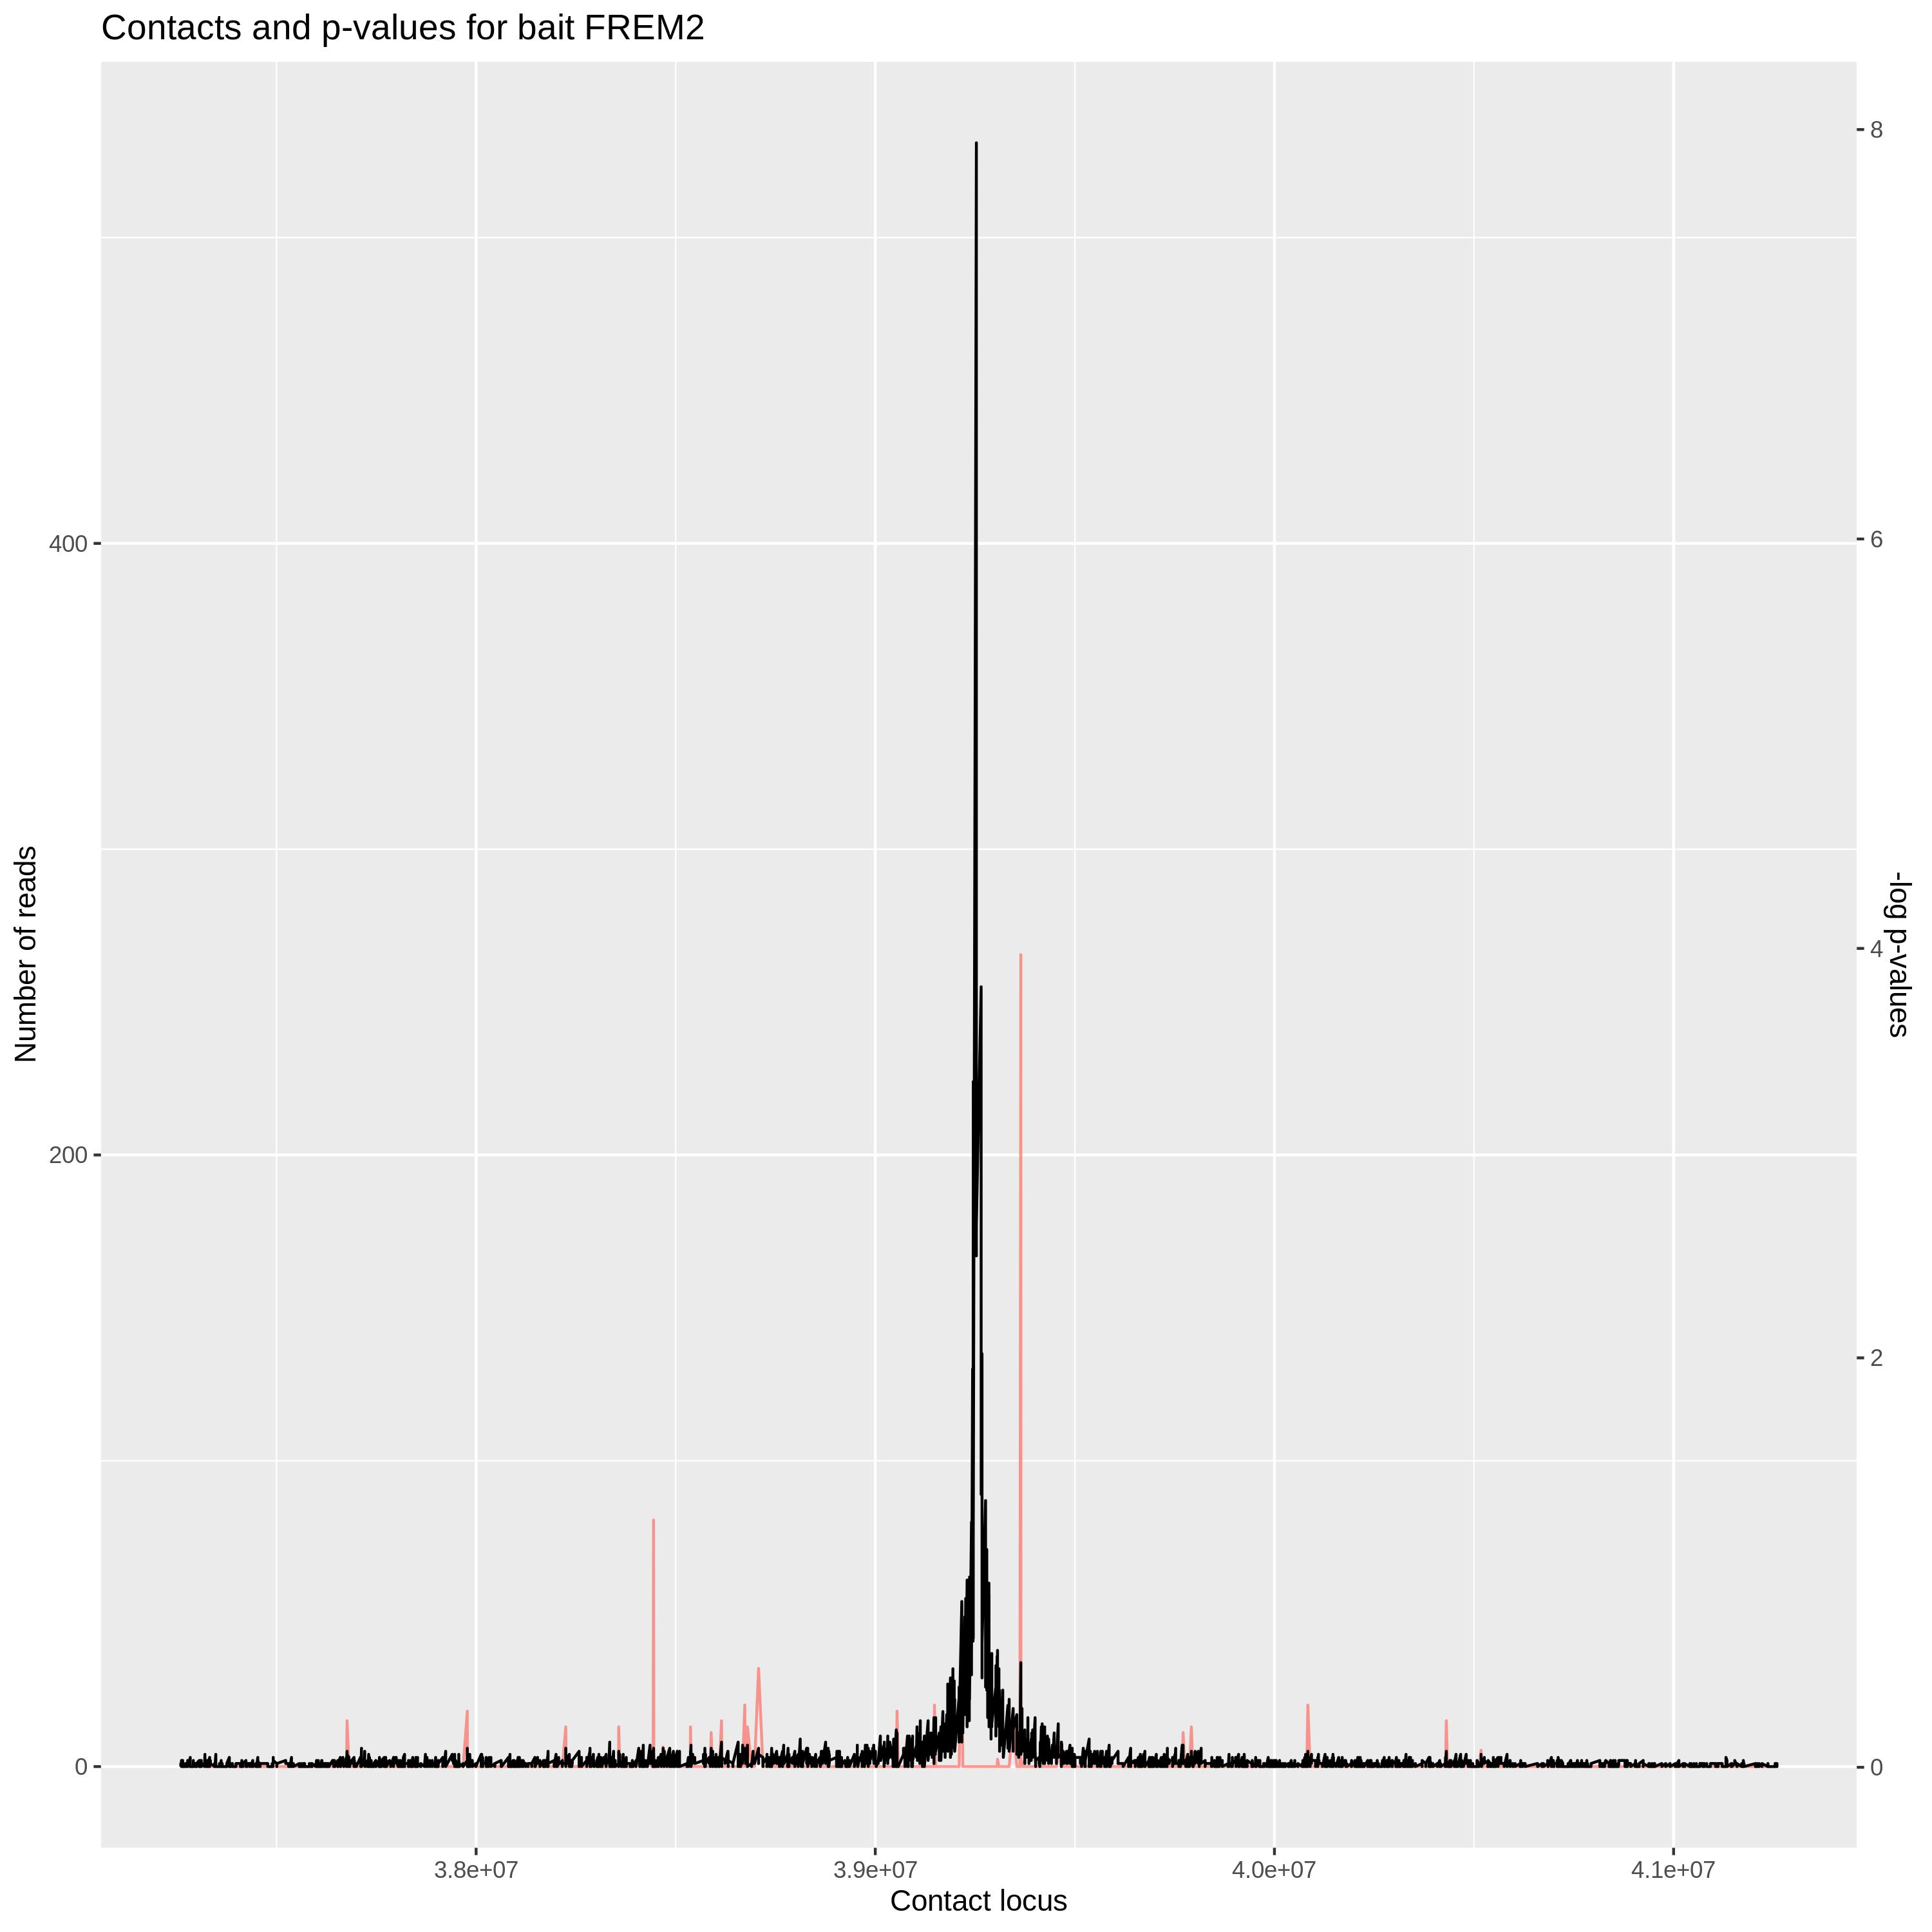 Contacts and p-values for bait FREM2
8
400
6
Number of reads
-log p-values
4
200
2
0
0
3.8e+07
3.9e+07
4.0e+07
4.1e+07
Contact locus